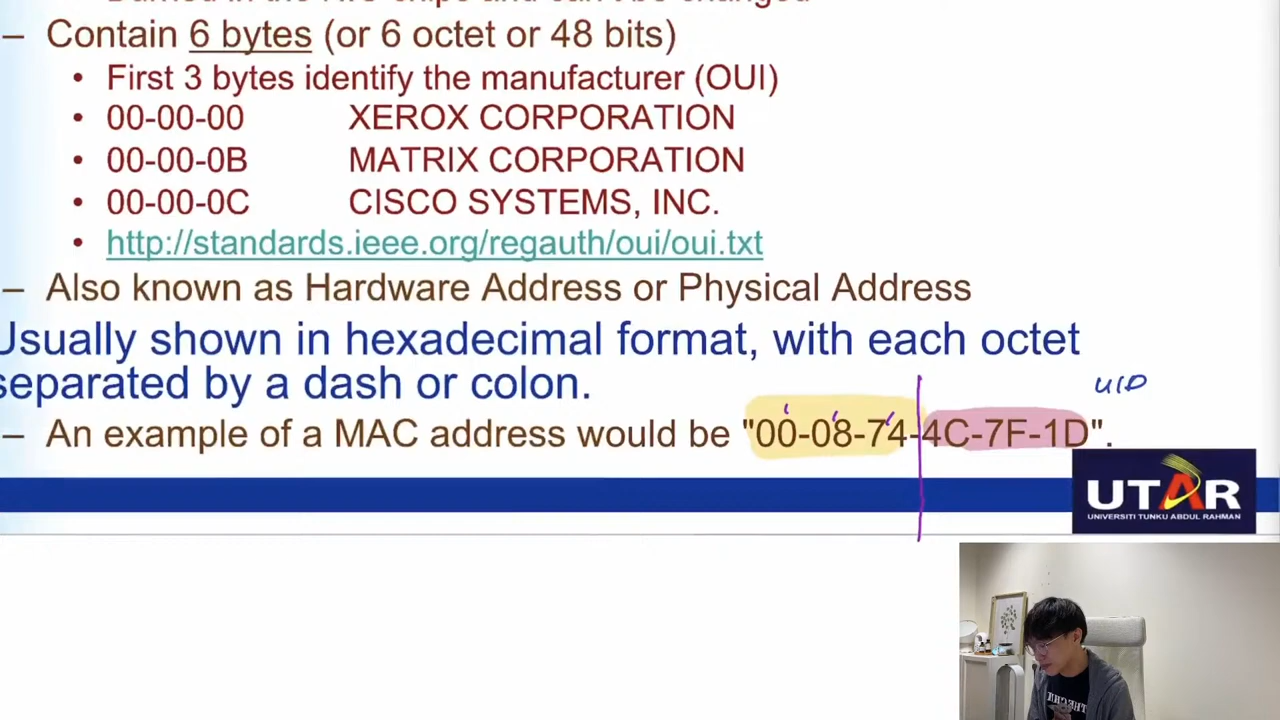 – Contain 6 bytes (or 6 octet or 48 bits)
• First 3 bytes identify the manufacturer (OUI)
• 00-00-00 XEROX CORPORATION
• 00-00-0B MATRIX CORPORATION
• 00-00-0C CISCO SYSTEMS, INC.
• http://standards.ieee.org/regauth/oui/oui.txt
– Also known as Hardware Address or Physical Address
Usually shown in hexadecimal format, with each octet
separated by a dash or colon.
UID
– An example of a MAC address would be "00-08-74-4C-7F-1D".
UTAR
UNIVERSITI TUNKU ABDUL RAHMAN